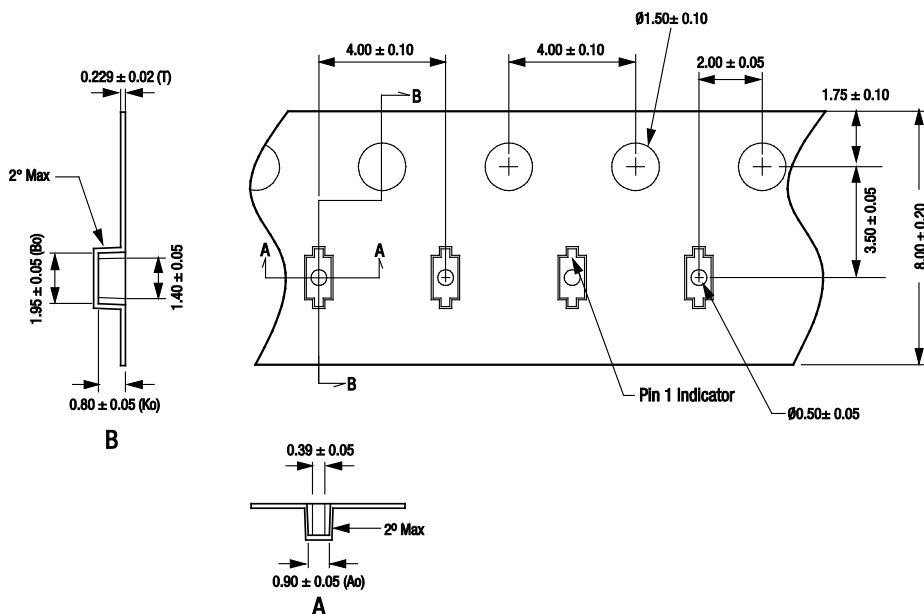 Ø1.50± 0.10
4.00 ± 0.10
4.00 ± 0.10
2.00 ± 0.05
0.229 ± 0.02 (T)
B
1.75 ± 0.10
2° Max
3.50 ± 0.05
8.00 ± 0.20
A
A
1.95 ± 0.05 (Bo)
1.40 ± 0.05
B
Pin 1 Indicator
0.80 ± 0.05 (Ko)
Ø0.50± 0.05
B
0.39 ± 0.05
2º Max
0.90 ± 0.05 (Ao)
A